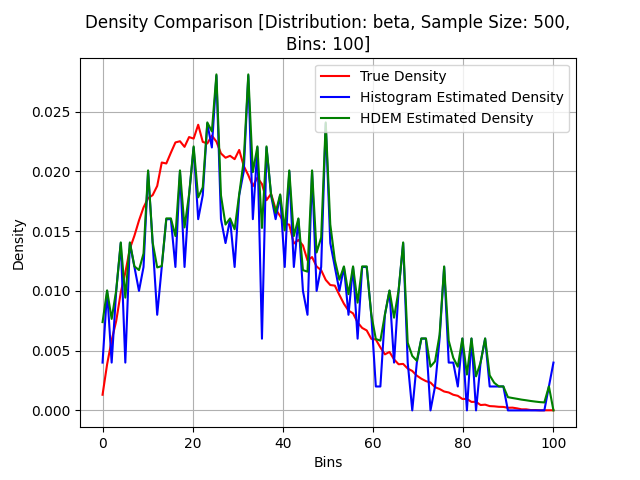 Density Comparison [Distribution: beta, Sample Size: 500,
Bins: 100]
True Density
Histogram Estimated Density
HDEM Estimated Density
0.025
0.020
0.015
0.010
0.005
0.000
Density
0 20 40 60 80 100
Bins